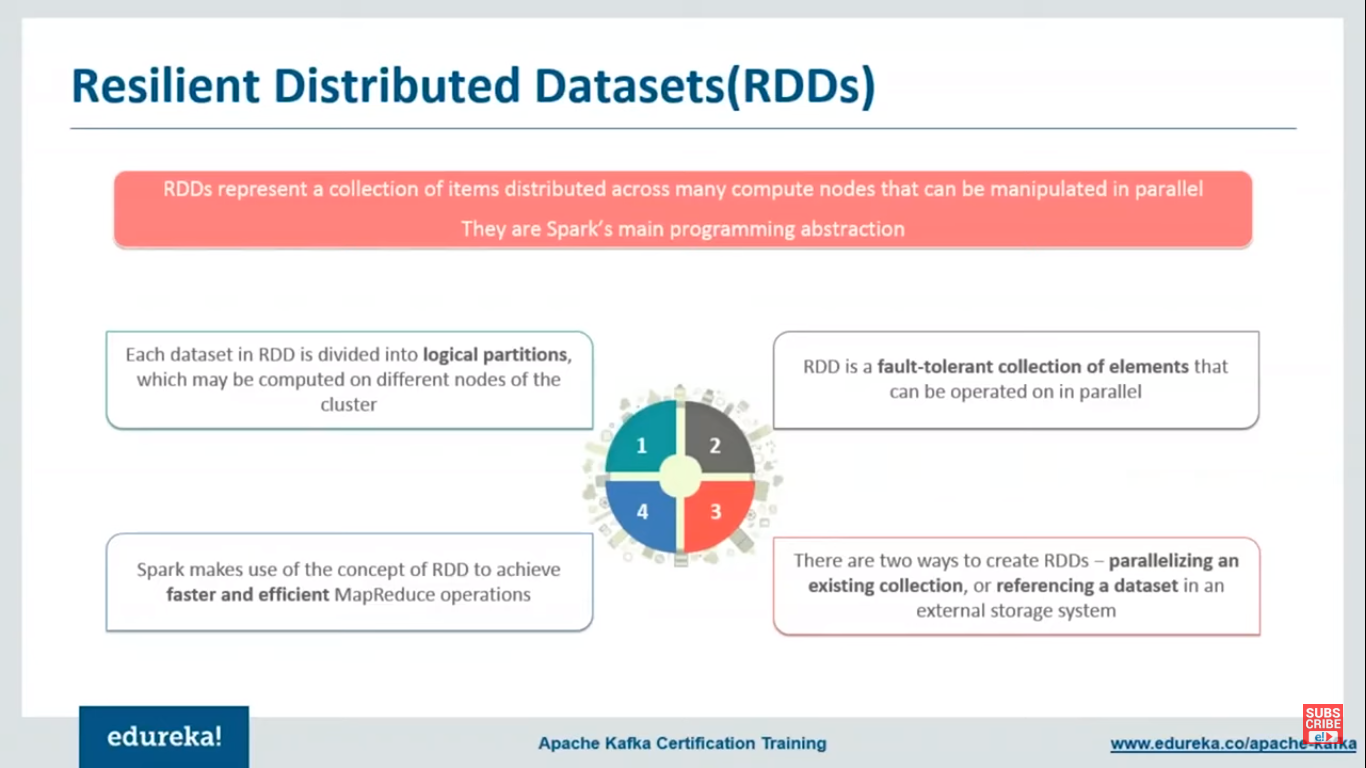 Resilient Distributed Datasets(RDDs)
RDDs represent a collection of items distributed across many compute nodes that can be manipulated in parallel
They are Spark's main programming abstraction
Each dataset in RDD is divided into logical partitions,
which may be computed on different nodes of the
cluster
RDD is a fault-tolerant collection of elements that
can be operated on in parallel
1
2
4
3
Spark makes use of the concept of RDD to achieve
faster and efficient MapReduce operations
There are two ways to create RDDs – parallelizing an
existing collection, or referencing a dataset in an
external storage system
edureka!
Apache Kafka Certification Training
www.edureka.co/apache-kafka
SUBS
CRIBE
e!